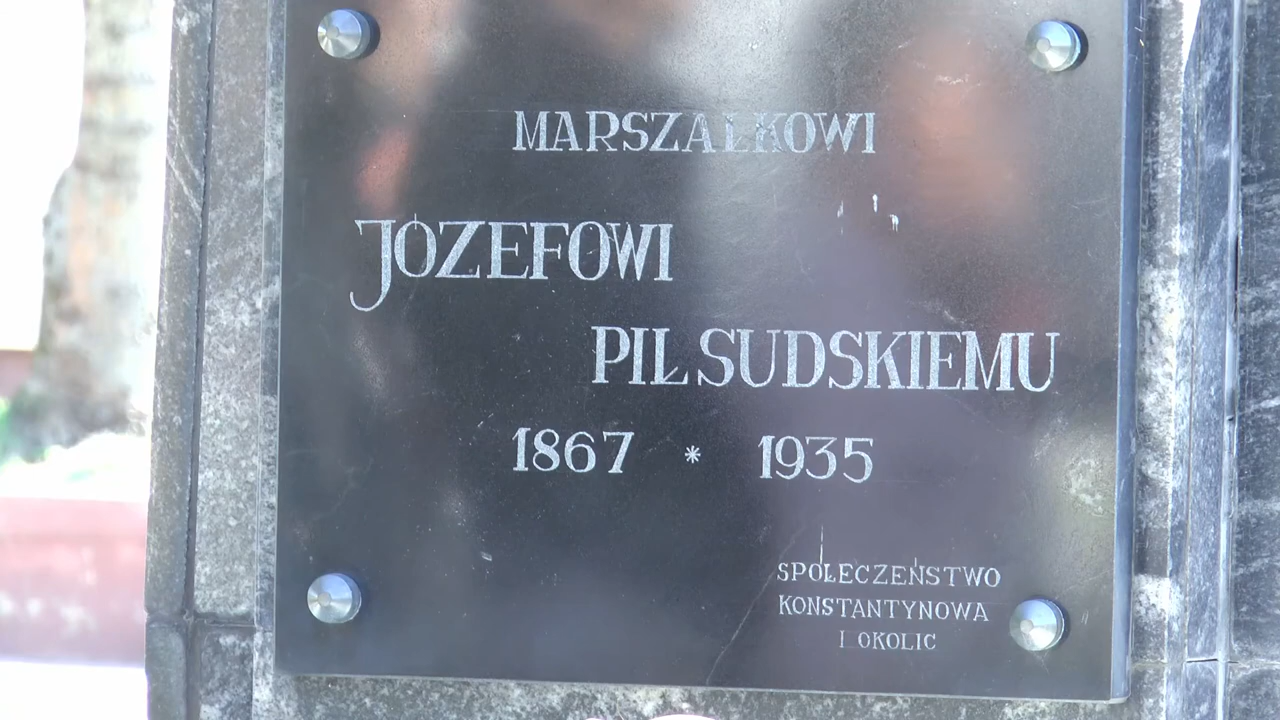 MARSZAŁKOWI
JÓZEFOWI
PIŁSUDSKIEMU
1867 * 1935
SPOŁECZEŃSTWO
KONSTANTYNOWA
I OKOLIC